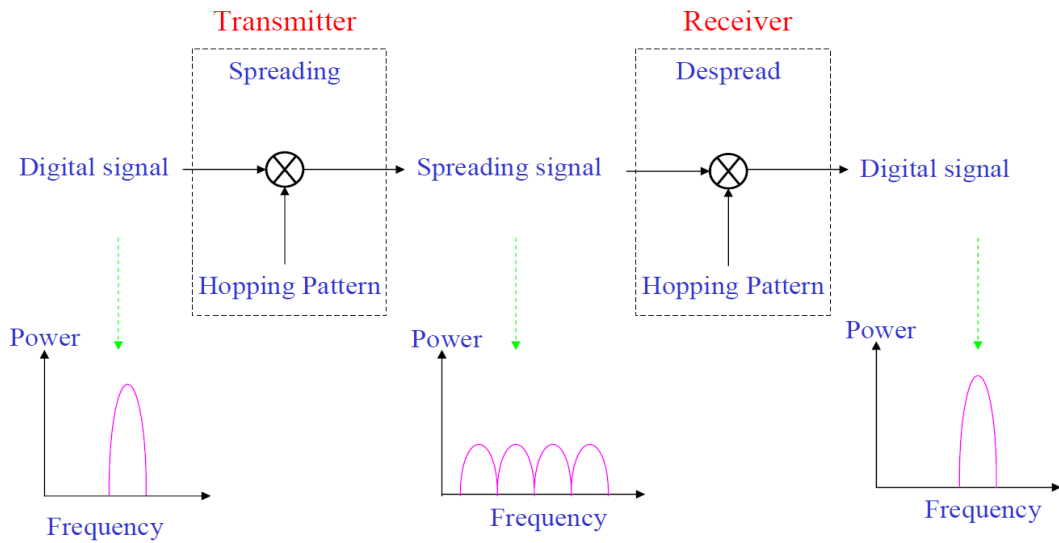 Transmitter
Receiver
Spreading
Despread
Digital signal
Spreading signal
Digital signal
Hopping Pattern
Hopping Pattern
Power
Power
Power
Frequency
Frequency
Frequency